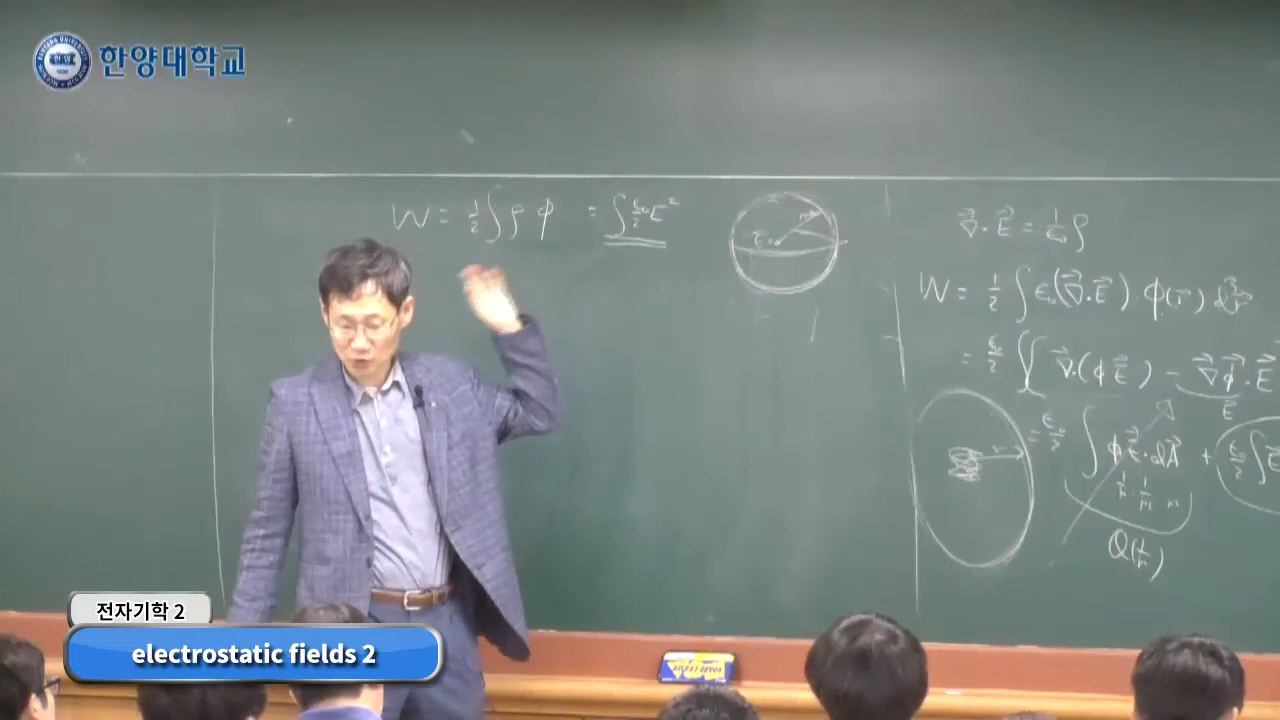 한양대학교
W = ½∫ρφ = ∫ε₀/2 E²
∇⃗·E⃗ = 1/ε₀ ρ
W = ½∫ε₀(∇⃗·E⃗)·φ(r⃗) d³r⃗
= ε₀/2 ∫ ∇⃗·(φE⃗) − ∇⃗φ·E⃗
E⃗
= ε₀/2 ∫ φE⃗·dA⃗ + ε₀/2 ∫E⃗
전자기학 2
electrostatic fields 2